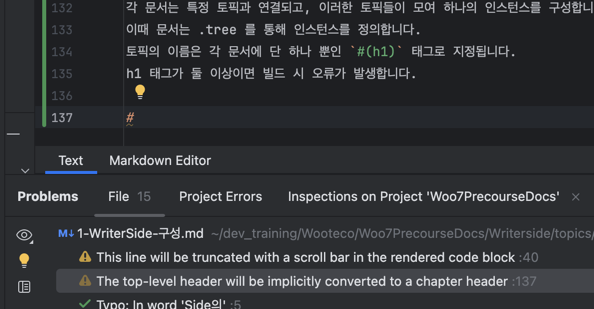 132 각 문서는 특정 토픽과 연결되고, 이러한 토픽들이 모여 하나의 인스턴스를 구성합니
133 이때 문서는 .tree 를 통해 인스턴스를 정의합니다.
134 토픽의 이름은 각 문서에 단 하나 뿐인 `#(h1)` 태그로 지정됩니다.
135 h1 태그가 둘 이상이면 빌드 시 오류가 발생합니다.
136
137 #
Text Markdown Editor
Problems File 15 Project Errors Inspections on Project 'Woo7PrecourseDocs' ×
M↓ 1-WriterSide-구성.md ~/dev_training/Wooteco/Woo7PrecourseDocs/Writerside/topics/
This line will be truncated with a scroll bar in the rendered code block :40
The top-level header will be implicitly converted to a chapter header :137
Typo: In word 'Side의' :5